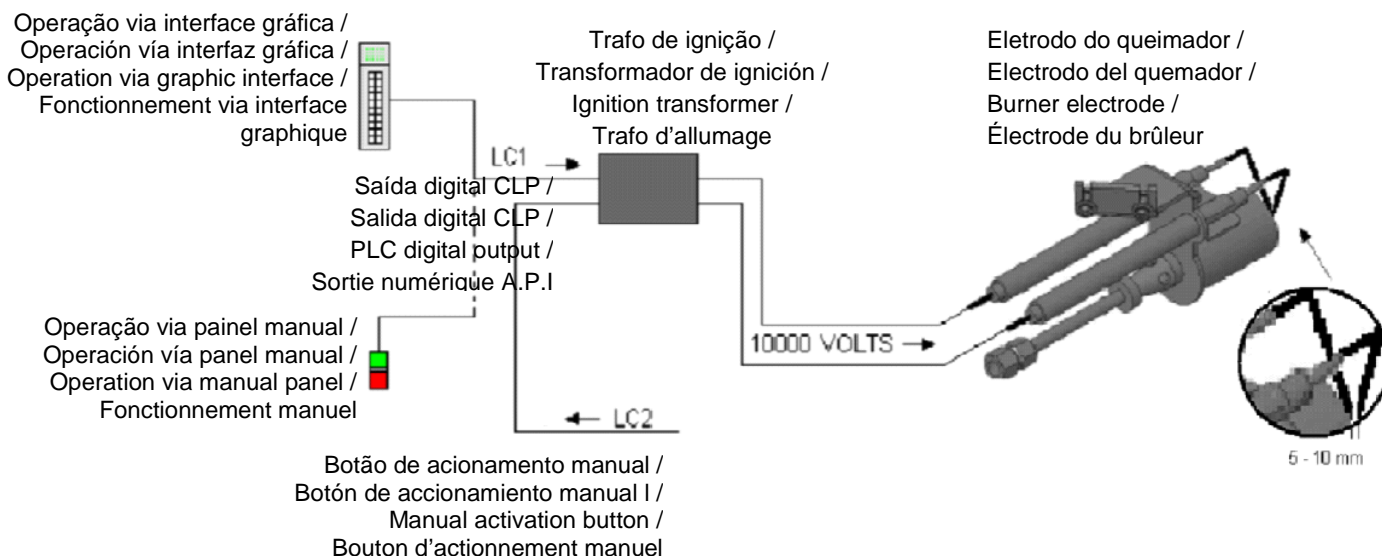 Operação via interface gráfica /
Operación vía interfaz gráfica /
Operation via graphic interface /
Fonctionnement via interface
graphique
Trafo de ignição /
Transformador de ignición /
Ignition transformer /
Trafo d'allumage
Eletrodo do queimador /
Electrodo del quemador /
Burner electrode /
Électrode du brûleur
LC1
Saída digital CLP /
Salida digital CLP /
PLC digital output /
Sortie numérique A.P.I
Operação via painel manual /
Operación vía panel manual /
Operation via manual panel /
Fonctionnement manuel
10000 VOLTS
LC2
5 - 10 mm
Botão de acionamento manual /
Botón de accionamiento manual I /
Manual activation button /
Bouton d'actionnement manuel